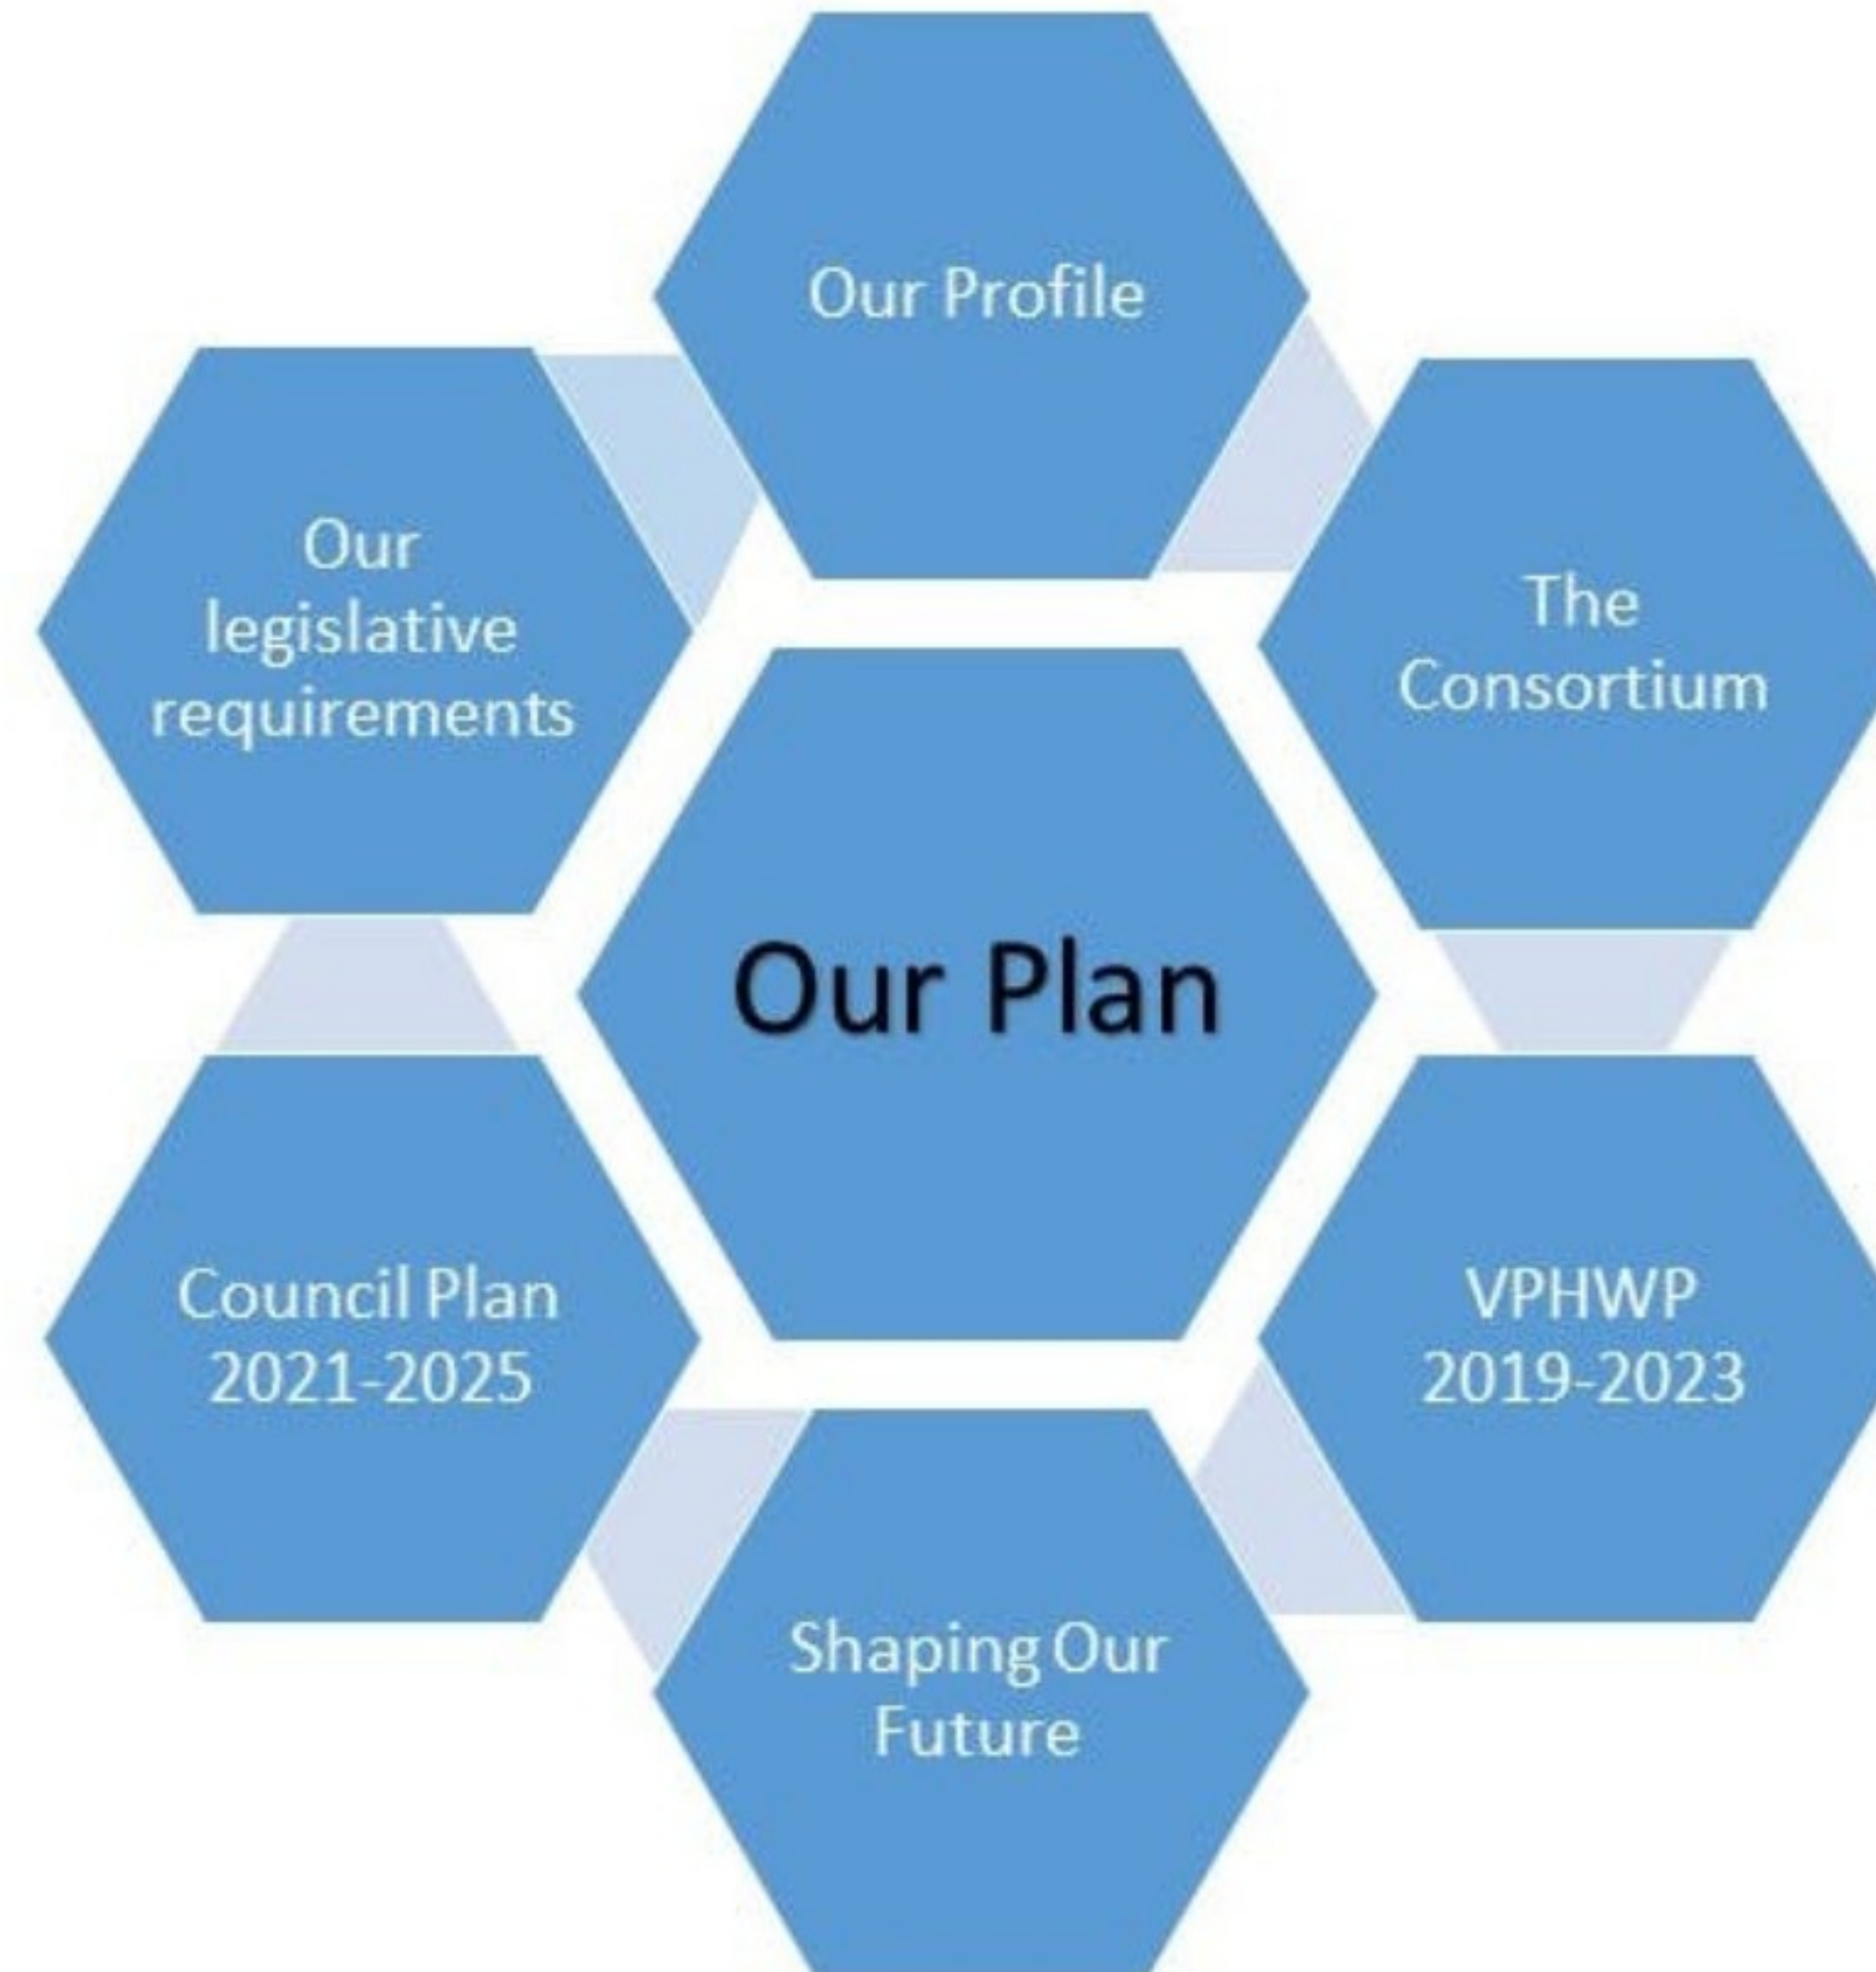 Our Profile
Our
legislative
requirements
The
Consortium
Our Plan
Council Plan
2021-2025
VPHWP
2019-2023
Shaping Our
Future